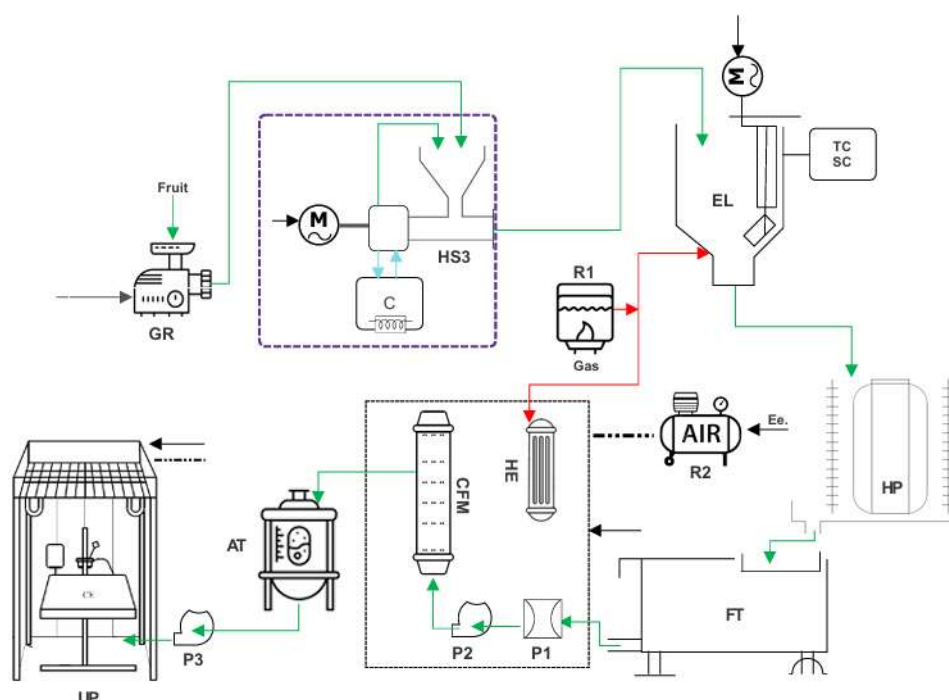 M
TC
SC
EL
Fruit
M
HS3
R1
C
GR
Gas
AIR
Ee.
R2
HP
HE
CFM
AT
FT
P3
P2
P1
UP